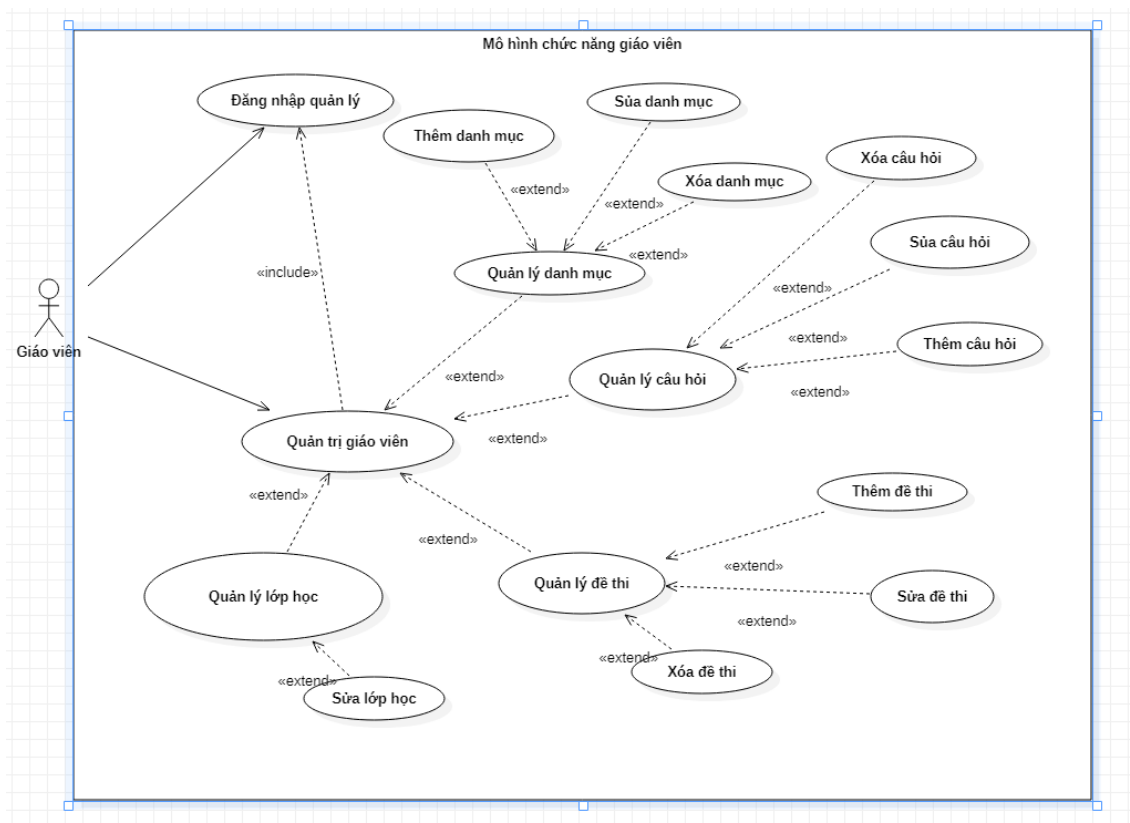 Mô hình chức năng giáo viên
Đăng nhập quản lý
Thêm danh mục
Sủa danh mục
Xóa danh mục
Xóa câu hỏi
Sủa câu hỏi
Thêm câu hỏi
«extend»
«extend»
«extend»
«include»
Quản lý danh mục
«extend»
«extend»
«extend»
Giáo viên
Quản lý câu hỏi
«extend»
«extend»
Quản trị giáo viên
«extend»
«extend»
Quản lý lớp học
Quản lý đề thi
Thêm đề thi
Sửa đề thi
Xóa đề thi
«extend»
«extend»
«extend»
«extend»
Sửa lớp học